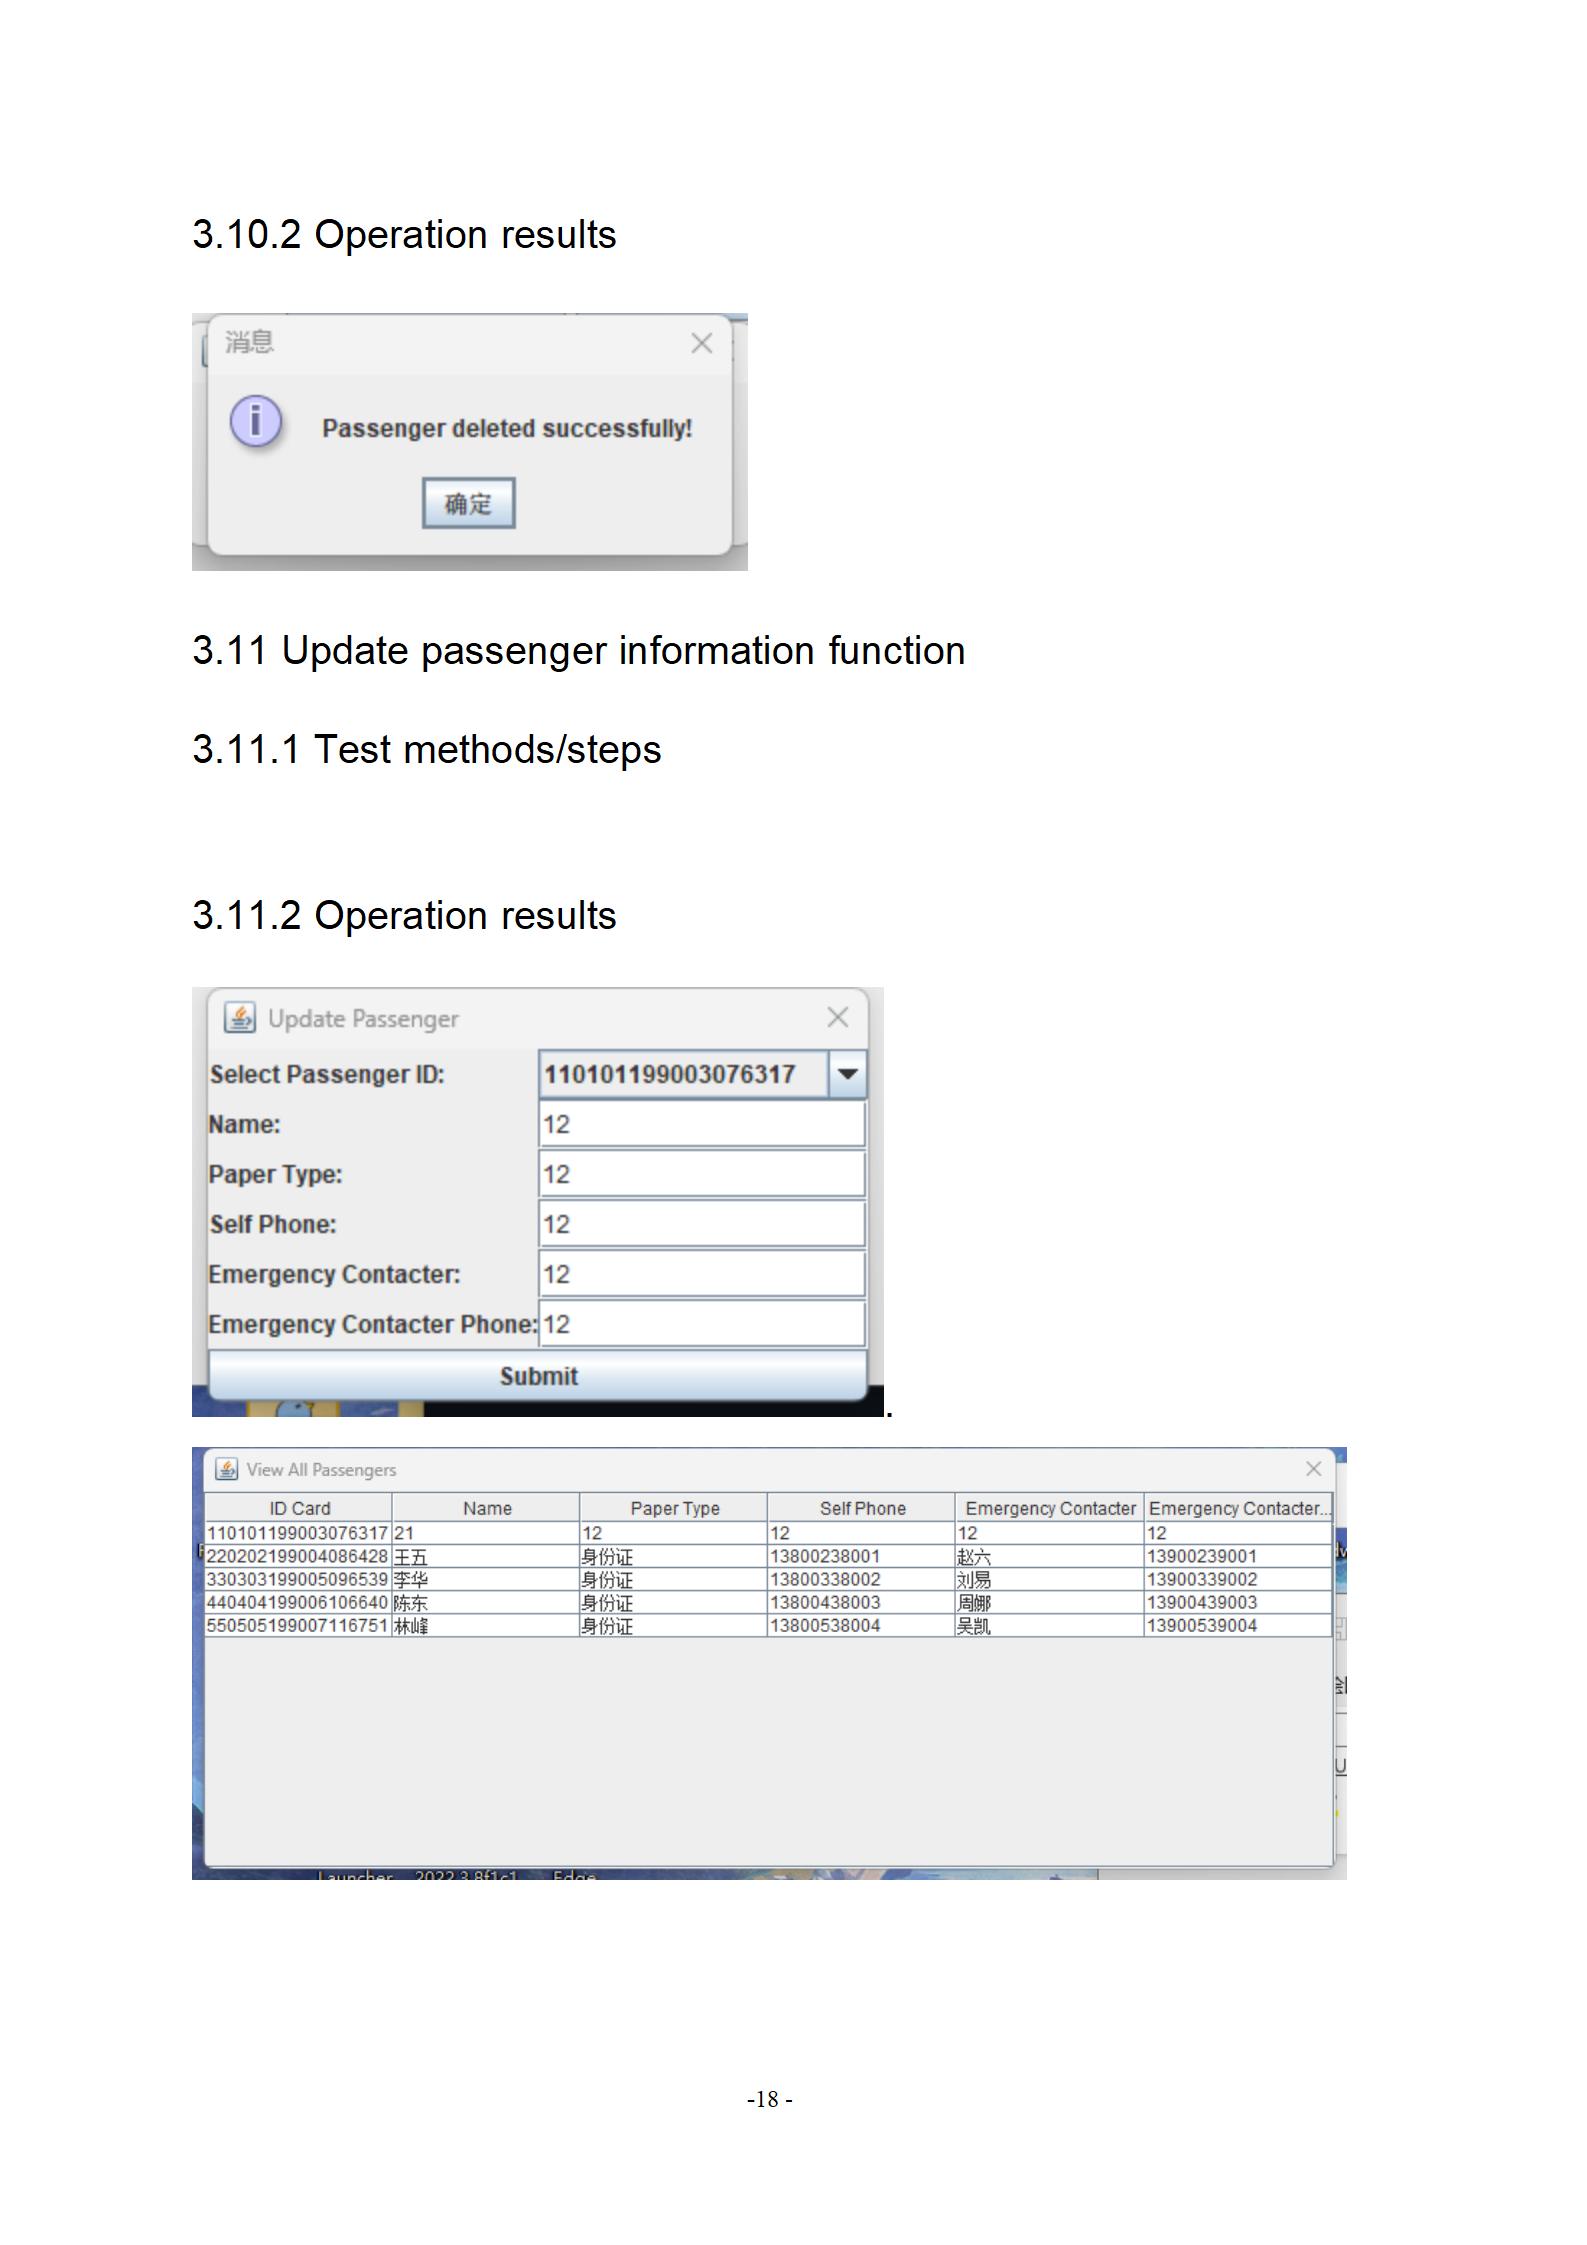 3.10.2 Operation results
消息
Passenger deleted successfully!
确定
3.11 Update passenger information function
3.11.1 Test methods/steps
3.11.2 Operation results
Update Passenger
Select Passenger ID: 110101199003076317
Name: 12
Paper Type: 12
Self Phone: 12
Emergency Contacter: 12
Emergency Contacter Phone: 12
Submit
.
View All Passengers
ID Card Name Paper Type Self Phone Emergency Contacter Emergency Contacter...
110101199003076317 21 12 12 12 12
220202199004086428 王五 身份证 13800238001 赵六 13900239001
330303199005096539 李华 身份证 13800338002 刘易 13900339002
440404199006106640 陈东 身份证 13800438003 周娜 13900439003
550505199007116751 林峰 身份证 13800538004 吴凯 13900539004
Launcher 2022.3.8f1c1 Edge
-18 -